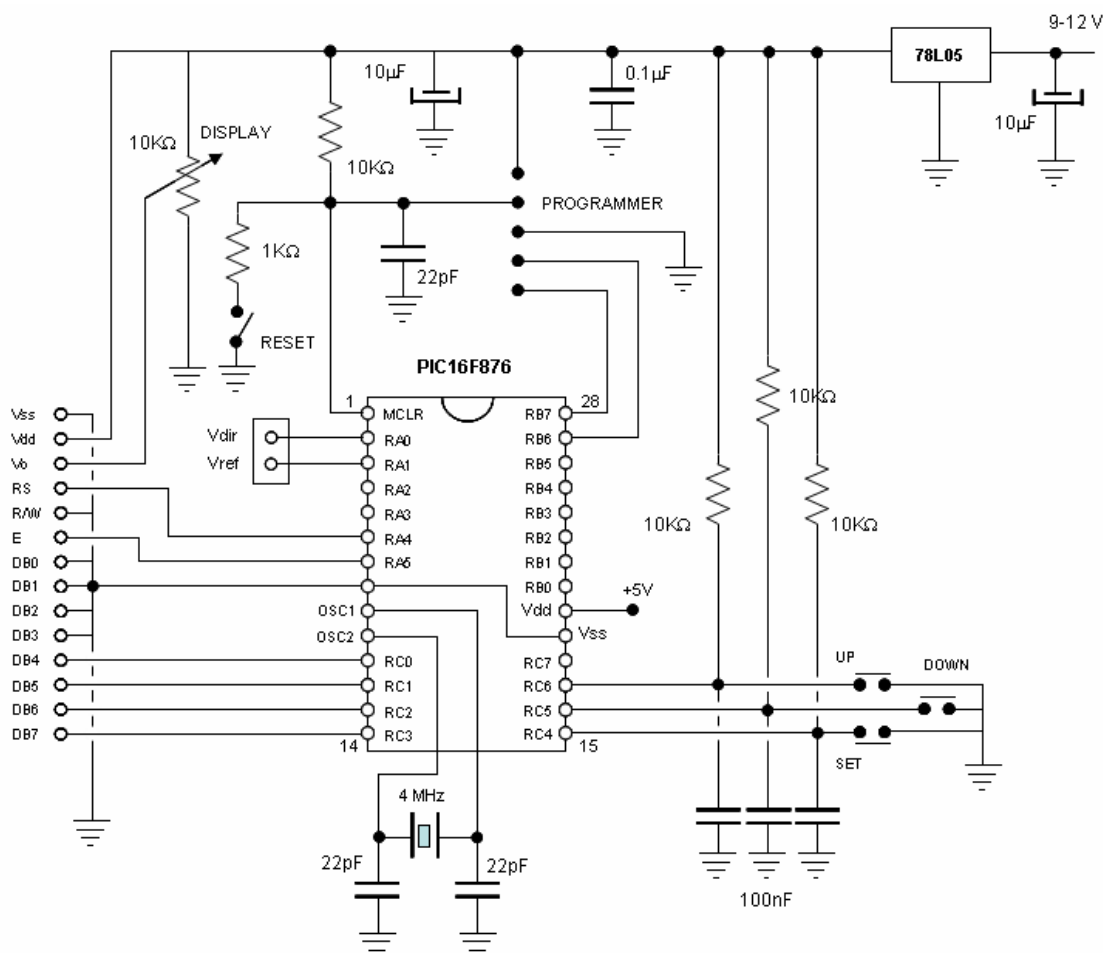 9-12 V
78L05
10µF
0.1µF
10µF
10KΩ
DISPLAY
10KΩ
PROGRAMMER
1KΩ
22pF
RESET
PIC16F876
1
28
Vss
Vdd
Vo
RS
R/W
E
DB0
DB1
DB2
DB3
DB4
DB5
DB6
DB7
Vdir
Vref
MCLR
RA0
RA1
RA2
RA3
RA4
RA5
OSC1
OSC2
RC0
RC1
RC2
RC3
14
RB7
RB6
RB5
RB4
RB3
RB2
RB1
RB0
Vdd
+5V
Vss
RC7
RC6
RC5
RC4
15
10KΩ
10KΩ
10KΩ
UP
DOWN
SET
4 MHz
22pF
22pF
100nF